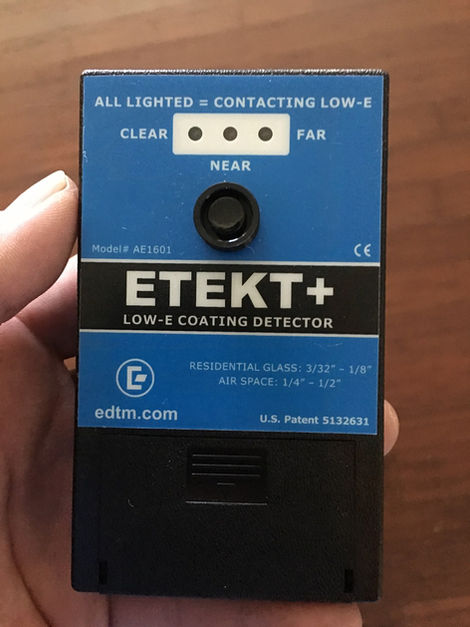 ALL LIGHTED = CONTACTING LOW-E
CLEAR FAR
NEAR
Model# AE1601 CE
ETEKT+
LOW-E COATING DETECTOR
RESIDENTIAL GLASS: 3/32" - 1/8"
AIR SPACE: 1/4" - 1/2"
E
edtm.com
U.S. Patent 5132631